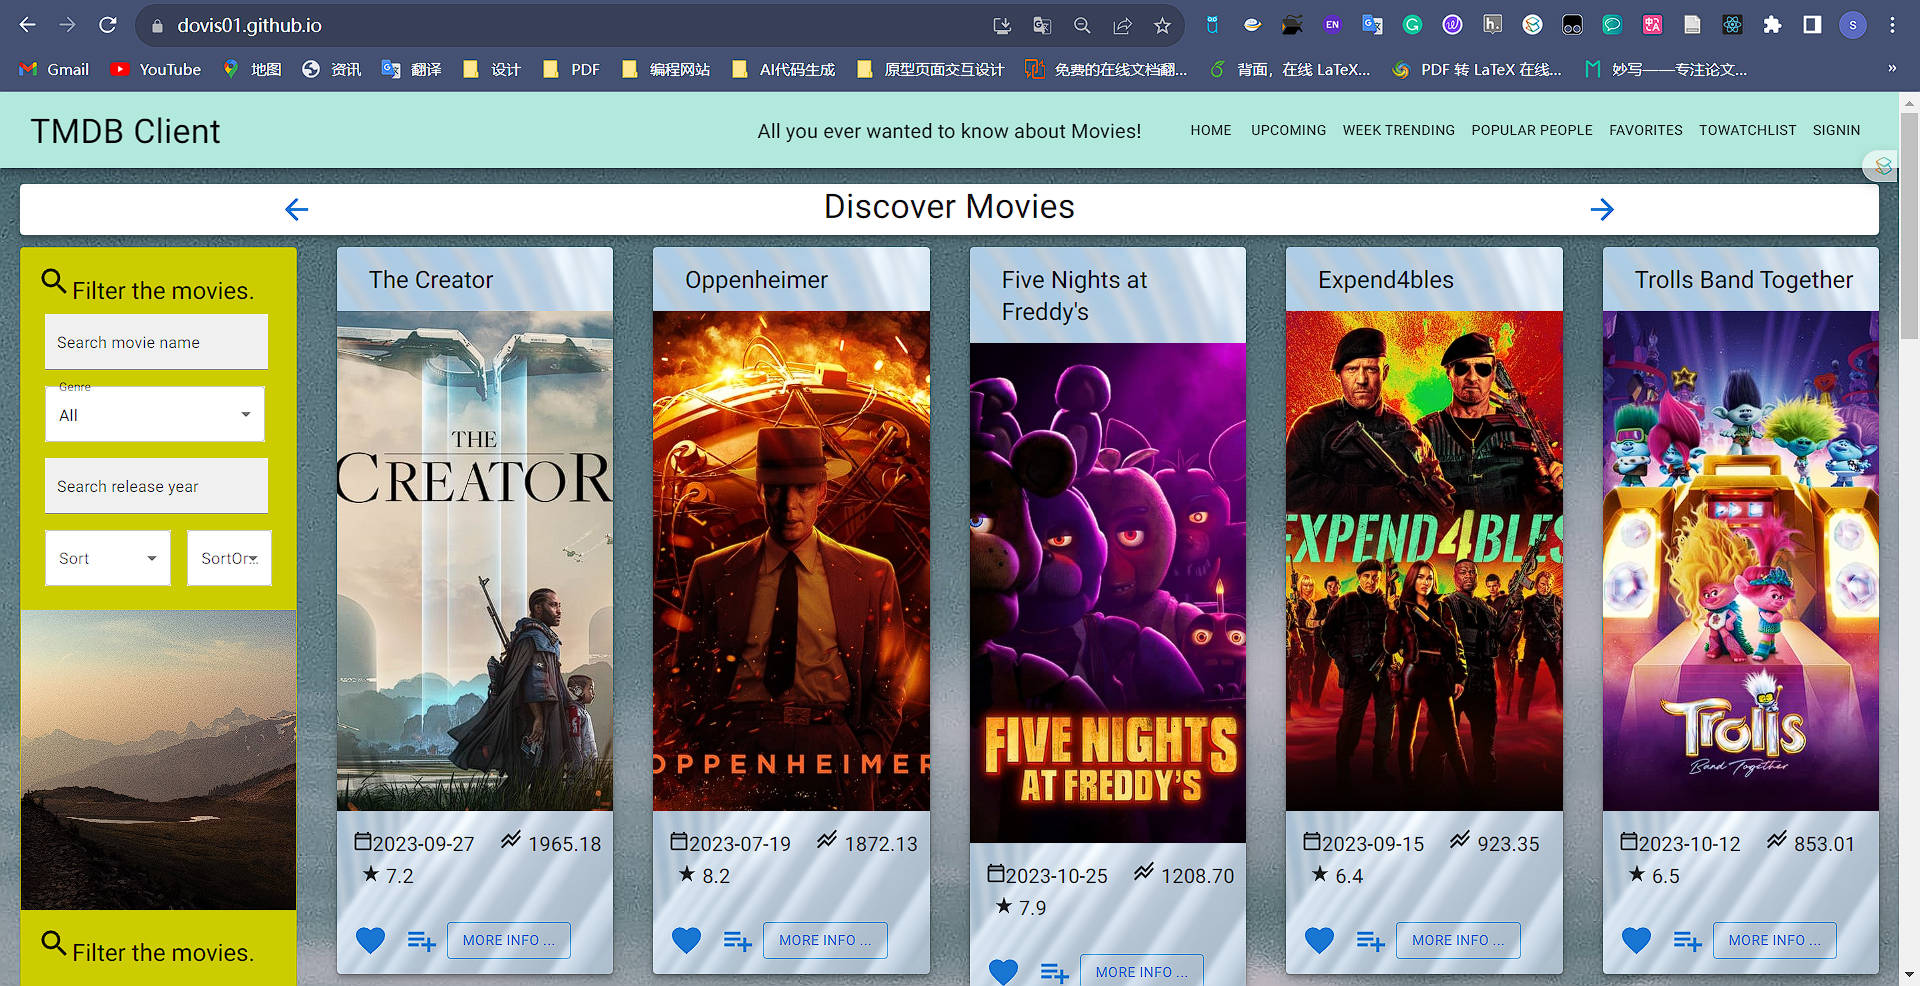 dovis01.github.io
EN
S
Gmail
YouTube
地图
资讯
翻译
设计
PDF
编程网站
AI代码生成
原型页面交互设计
免费的在线文档翻...
背面，在线 LaTeX...
PDF 转 LaTeX 在线...
妙写——专注论文...
»
TMDB Client
All you ever wanted to know about Movies!
HOME
UPCOMING
WEEK TRENDING
POPULAR PEOPLE
FAVORITES
TOWATCHLIST
SIGNIN
Discover Movies
Filter the movies.
Search movie name
Genre
All
Search release year
Sort
SortOr...
Filter the movies.
The Creator
THE
CREATOR
2023-09-27 1965.18
7.2
MORE INFO ...
Oppenheimer
OPPENHEIMER
2023-07-19 1872.13
8.2
MORE INFO ...
Five Nights at
Freddy's
FIVE NIGHTS
AT FREDDY'S
2023-10-25 1208.70
7.9
MORE INFO ...
Expend4bles
EXPEND4BLES
2023-09-15 923.35
6.4
MORE INFO ...
Trolls Band Together
Trolls
Band Together
2023-10-12 853.01
6.5
MORE INFO ...